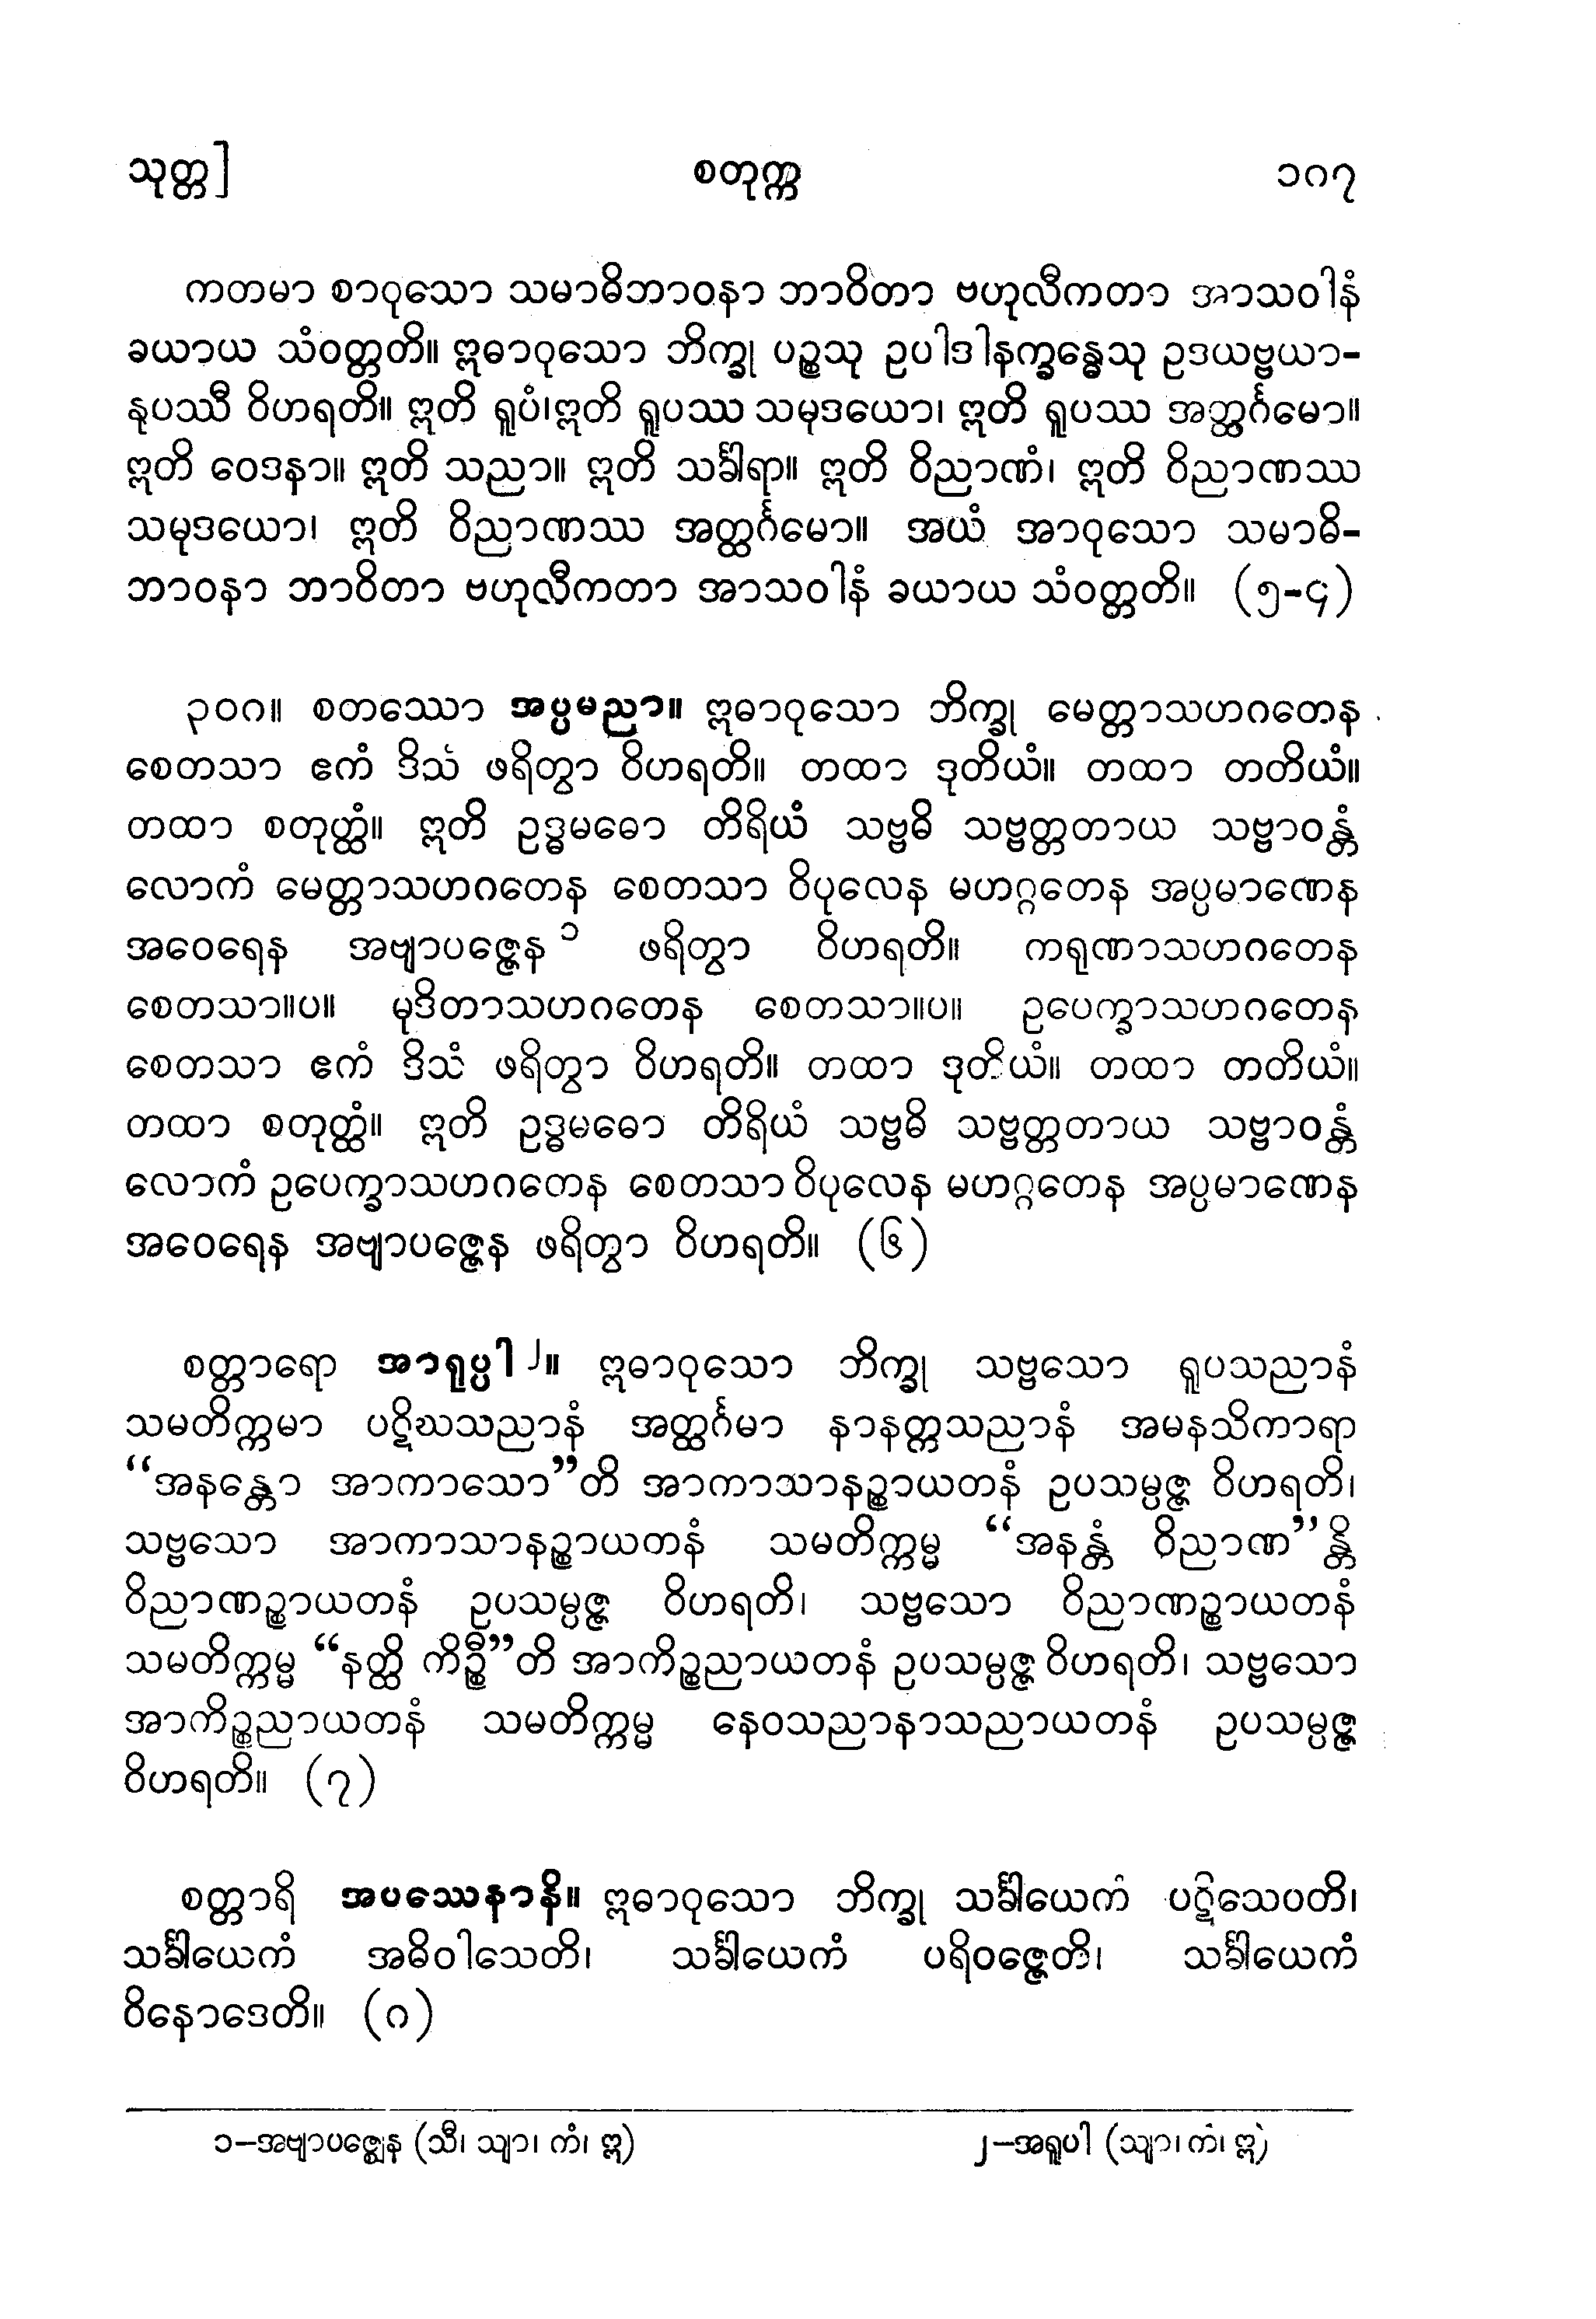 သုတ္တ] စတုက္က ၁၈၇
ကတမာ စာဝုသော သမာဓိဘာဝနာ ဘာဝိတာ ဗဟုလီကတာ အာသဝါနံ
ခယာယ သံဝတ္တတိ။ ဣဓာဝုသော ဘိက္ခု ပဉ္စသု ဥပါဒါနက္ခန္ဓေသု ဥဒယဗ္ဗယာ-
နုပဿီ ဝိဟရတိ။ ဣတိ ရူပံ၊ဣတိ ရူပဿ သမုဒယော၊ ဣတိ ရူပဿ အတ္ထင်္ဂမော။
ဣတိ ဝေဒနာ။ ဣတိ သညာ။ ဣတိ သင်္ခါရာ။ ဣတိ ဝိညာဏံ၊ ဣတိ ဝိညာဏဿ
သမုဒယော၊ ဣတိ ဝိညာဏဿ အတ္ထင်္ဂမော။ အယံ အာဝုသော သမာဓိ-
ဘာဝနာ ဘာဝိတာ ဗဟုလီကတာ အာသဝါနံ ခယာယ သံဝတ္တတိ။ (၅-၄)
၃၀၈။ စတဿော အပ္ပမညာ။ ဣဓာဝုသော ဘိက္ခု မေတ္တာသဟဂတေန
စေတသာ ဧကံ ဒိသံ ဖရိတွာ ဝိဟရတိ။ တထာ ဒုတိယံ။ တထာ တတိယံ။
တထာ စတုတ္ထံ။ ဣတိ ဥဒ္ဓမဓော တိရိယံ သဗ္ဗဓိ သဗ္ဗတ္တတာယ သဗ္ဗာဝန္တံ
လောကံ မေတ္တာသဟဂတေန စေတသာ ဝိပုလေန မဟဂ္ဂတေန အပ္ပမာဏေန
အဝေရေန အဗျာပဇ္ဇေန ၁ ဖရိတွာ ဝိဟရတိ။ ကရုဏာသဟဂတေန
စေတသာ။ပ။ မုဒိတာသဟဂတေန စေတသာ။ပ။ ဥပေက္ခာသဟဂတေန
စေတသာ ဧကံ ဒိသံ ဖရိတွာ ဝိဟရတိ။ တထာ ဒုတိယံ။ တထာ တတိယံ။
တထာ စတုတ္ထံ။ ဣတိ ဥဒ္ဓမဓော တိရိယံ သဗ္ဗဓိ သဗ္ဗတ္တတာယ သဗ္ဗာဝန္တံ
လောကံ ဥပေက္ခာသဟဂတေန စေတသာ ဝိပုလေန မဟဂ္ဂတေန အပ္ပမာဏေန
အဝေရေန အဗျာပဇ္ဇေန ဖရိတွာ ဝိဟရတိ။ (၆)
စတ္တာရော အာရုပ္ပါ ၂။ ဣဓာဝုသော ဘိက္ခု သဗ္ဗသော ရူပသညာနံ
သမတိက္ကမာ ပဋိဃသညာနံ အတ္ထင်္ဂမာ နာနတ္တသညာနံ အမနသိကာရာ
“အနန္တော အာကာသော”တိ အာကာသာနဉ္စာယတနံ ဥပသမ္ပဇ္ဇ ဝိဟရတိ၊
သဗ္ဗသော အာကာသာနဉ္စာယတနံ သမတိက္ကမ္မ “အနန္တံ ဝိညာဏ”န္တိ
ဝိညာဏဉ္စာယတနံ ဥပသမ္ပဇ္ဇ ဝိဟရတိ၊ သဗ္ဗသော ဝိညာဏဉ္စာယတနံ
သမတိက္ကမ္မ “နတ္ထိ ကိဉ္စီ”တိ အာကိဉ္စညာယတနံ ဥပသမ္ပဇ္ဇ ဝိဟရတိ၊ သဗ္ဗသော
အာကိဉ္စညာယတနံ သမတိက္ကမ္မ နေဝသညာနာသညာယတနံ ဥပသမ္ပဇ္ဇ
ဝိဟရတိ။ (၇)
စတ္တာရိ အပဿေနာနိ။ ဣဓာဝုသော ဘိက္ခု သင်္ခါယေကံ ပဋိသေဝတိ၊
သင်္ခါယေကံ အဓိဝါသေတိ၊ သင်္ခါယေကံ ပရိဝဇ္ဇေတိ၊ သင်္ခါယေကံ
ဝိနောဒေတိ။ (၈)
၁–အဗျာပဇ္ဈေန (သီ၊ သျာ၊ ကံ၊ ဣ) ၂–အရူပါ (သျာ၊ ကံ၊ ဣ)